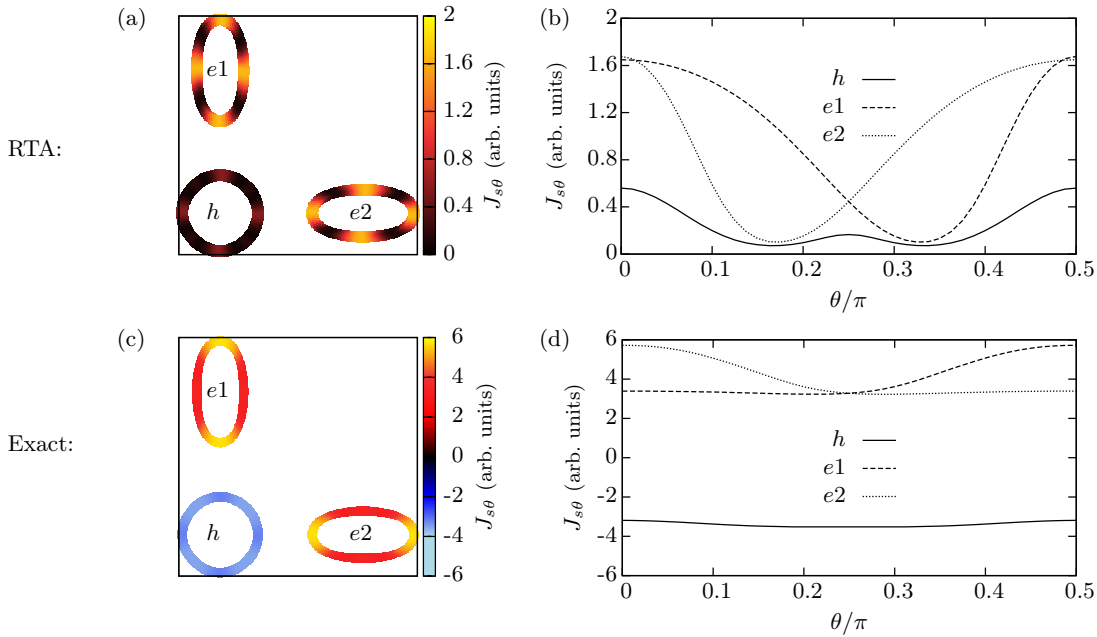 RTA:
(a)
e1
h
e2
2
1.6
1.2
0.8
0.4
0
J_{sθ} (arb. units)
(b)
2
1.6
1.2
0.8
0.4
0
J_{sθ} (arb. units)
h
e1
e2
0 0.1 0.2 0.3 0.4 0.5
θ/π
Exact:
(c)
e1
h
e2
6
4
2
0
-2
-4
-6
J_{sθ} (arb. units)
(d)
6
4
2
0
-2
-4
-6
J_{sθ} (arb. units)
h
e1
e2
0 0.1 0.2 0.3 0.4 0.5
θ/π